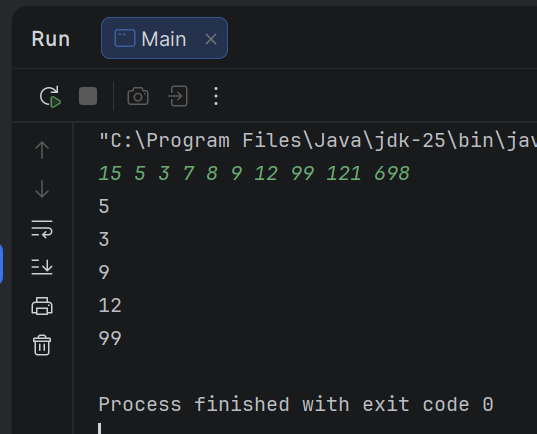 Run
Main
"C:\Program Files\Java\jdk-25\bin\jav
15 5 3 7 8 9 12 99 121 698
5
3
9
12
99
Process finished with exit code 0